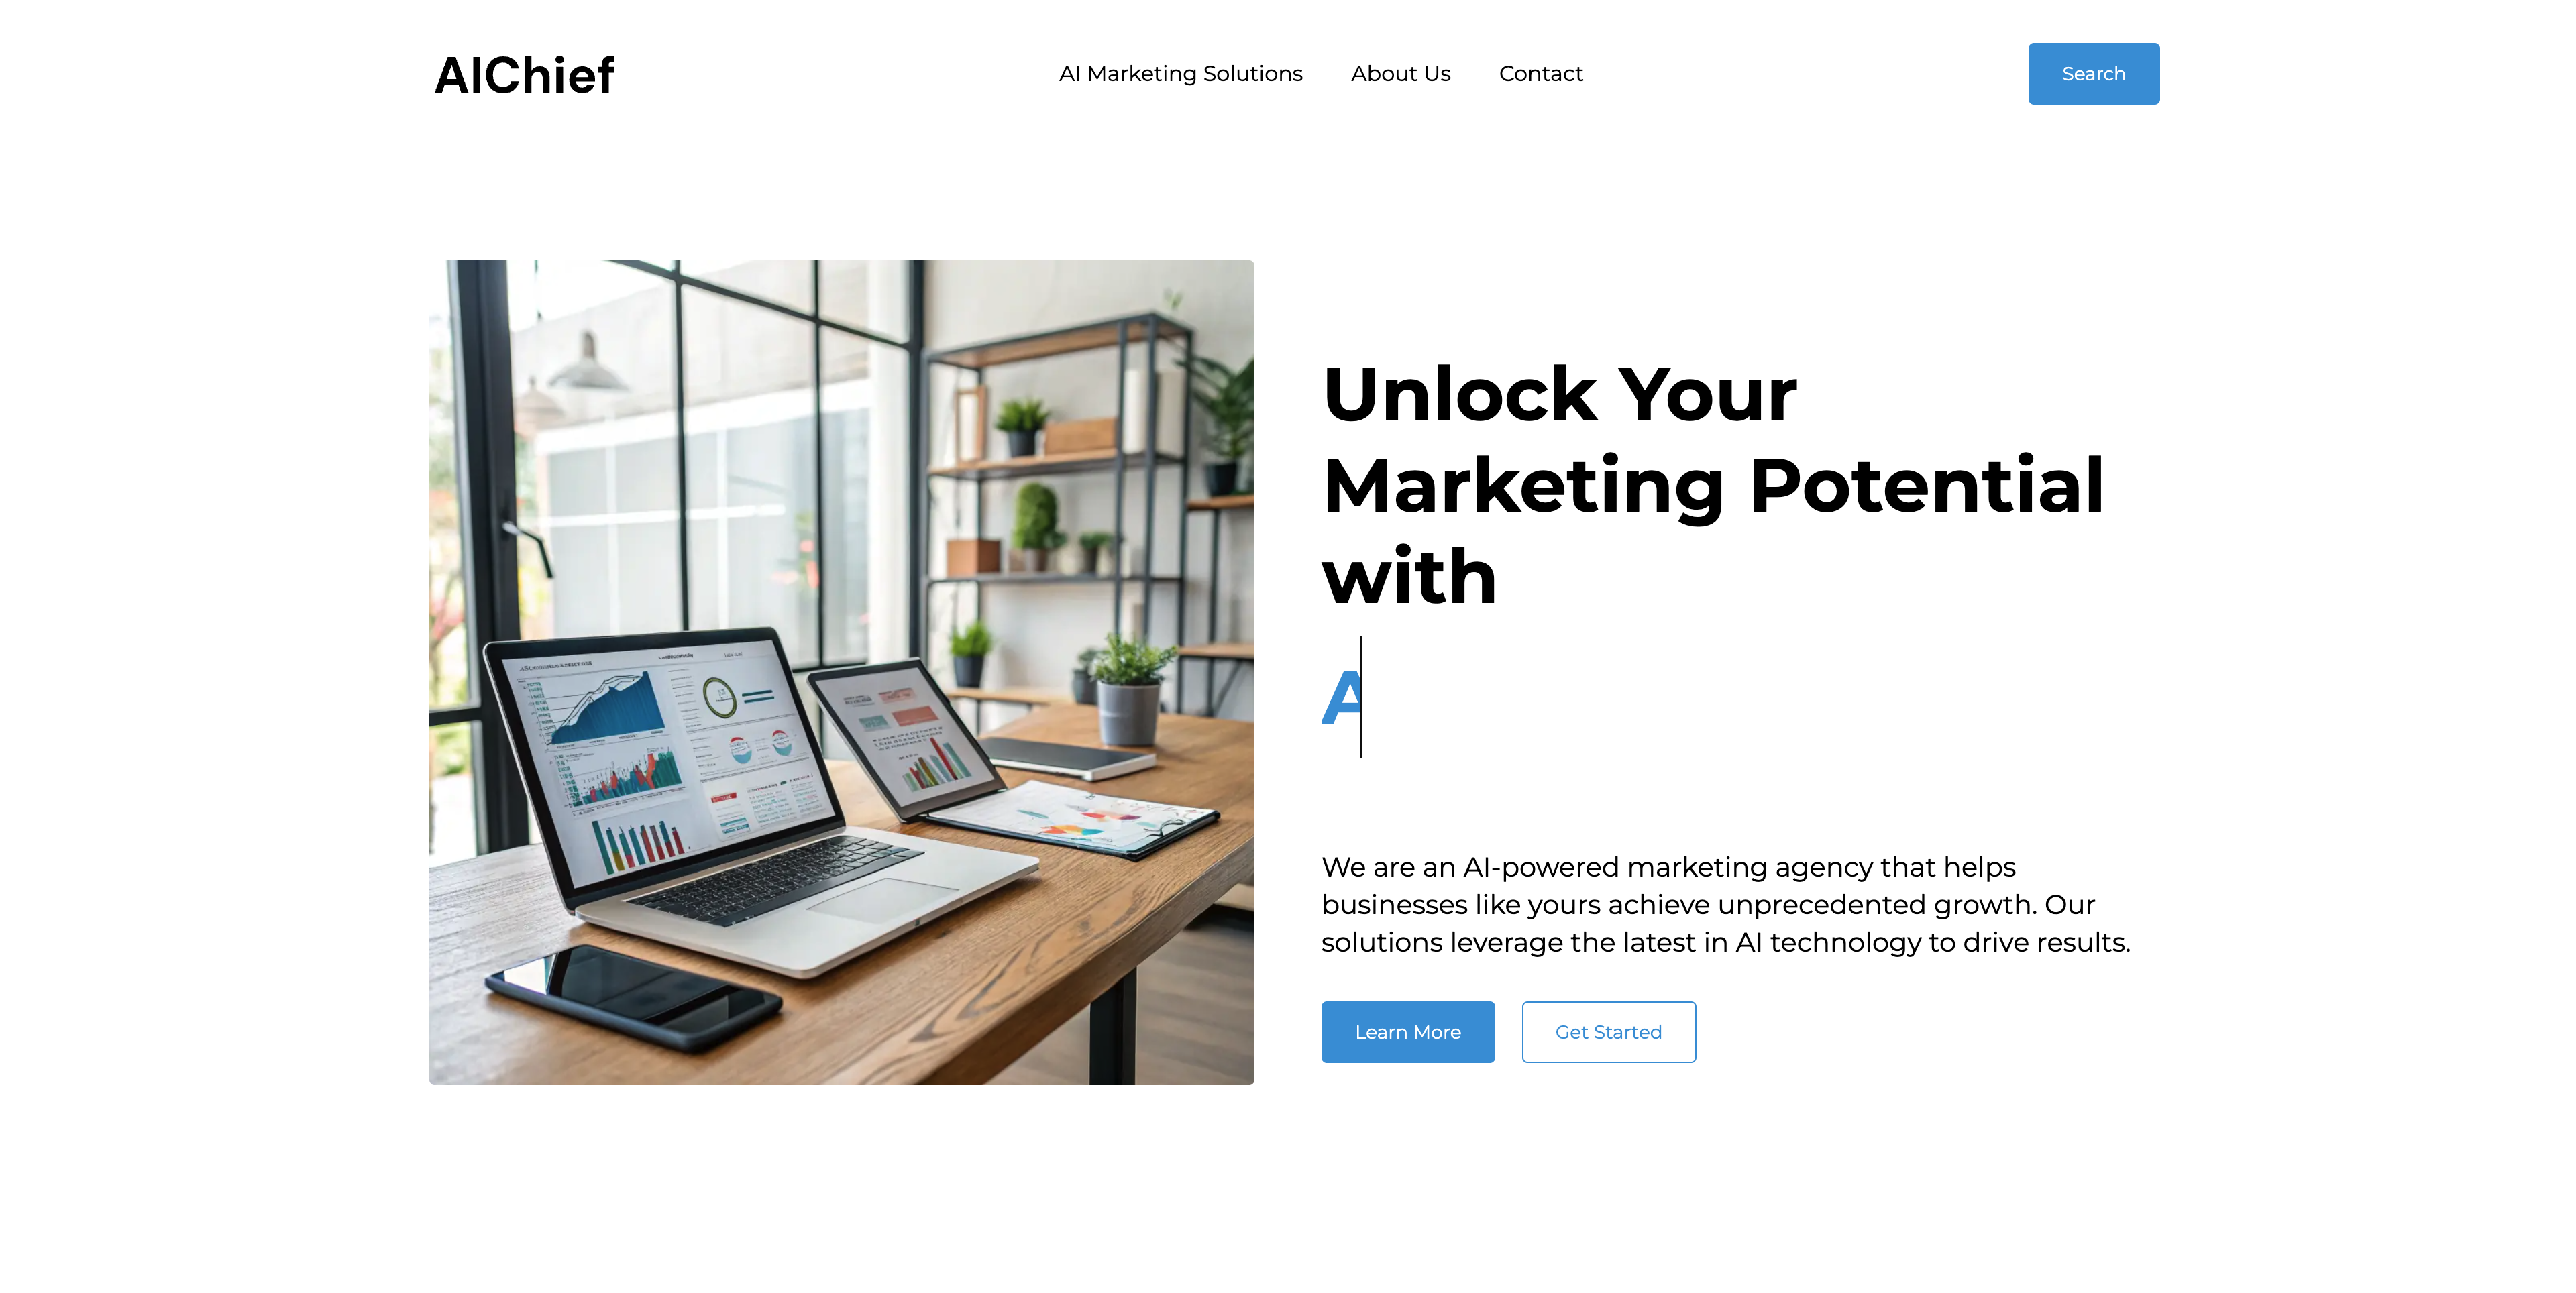 AIChief
AI Marketing Solutions
About Us
Contact
Search
Unlock Your
Marketing Potential
with
A
We are an AI-powered marketing agency that helps
businesses like yours achieve unprecedented growth. Our
solutions leverage the latest in AI technology to drive results.
Learn More
Get Started